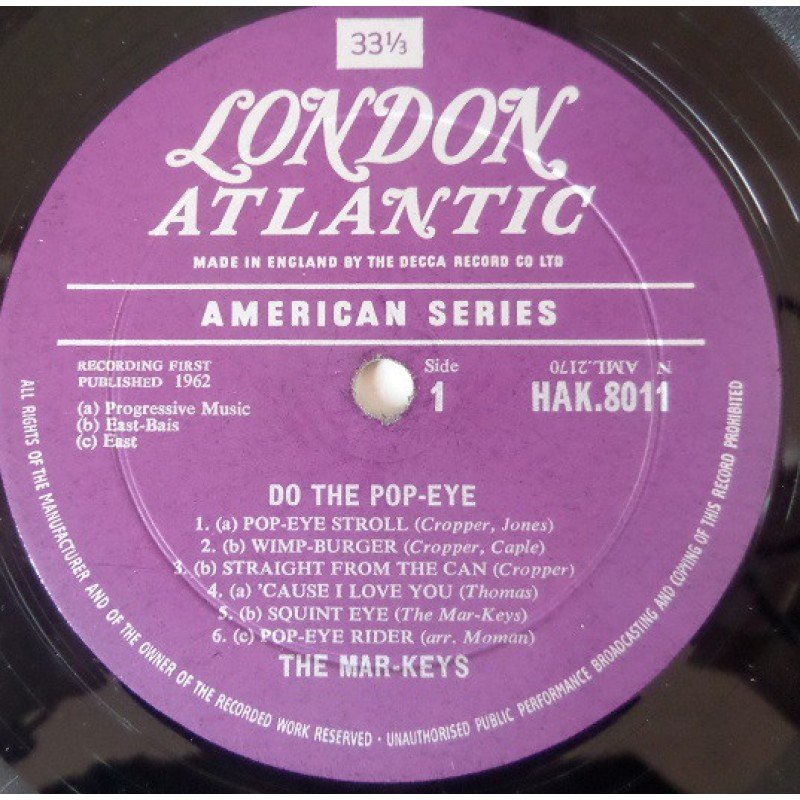 33⅓
LONDON
ATLANTIC
MADE IN ENGLAND BY THE DECCA RECORD CO LTD
AMERICAN SERIES
RECORDING FIRST
PUBLISHED 1962
(a) Progressive Music
(b) East-Bais
(c) East
Side
1
N AML.2170
HAK.8011
DO THE POP-EYE
1. (a) POP-EYE STROLL (Cropper, Jones)
2. (b) WIMP-BURGER (Cropper, Caple)
3. (b) STRAIGHT FROM THE CAN (Cropper)
4. (a) 'CAUSE I LOVE YOU (Thomas)
5. (b) SQUINT EYE (The Mar-Keys)
6. (c) POP-EYE RIDER (arr. Moman)
THE MAR-KEYS
ALL RIGHTS OF THE MANUFACTURER AND OF THE OWNER OF THE RECORDED WORK RESERVED · UNAUTHORISED PUBLIC PERFORMANCE BROADCASTING AND COPYING OF THIS RECORD PROHIBITED